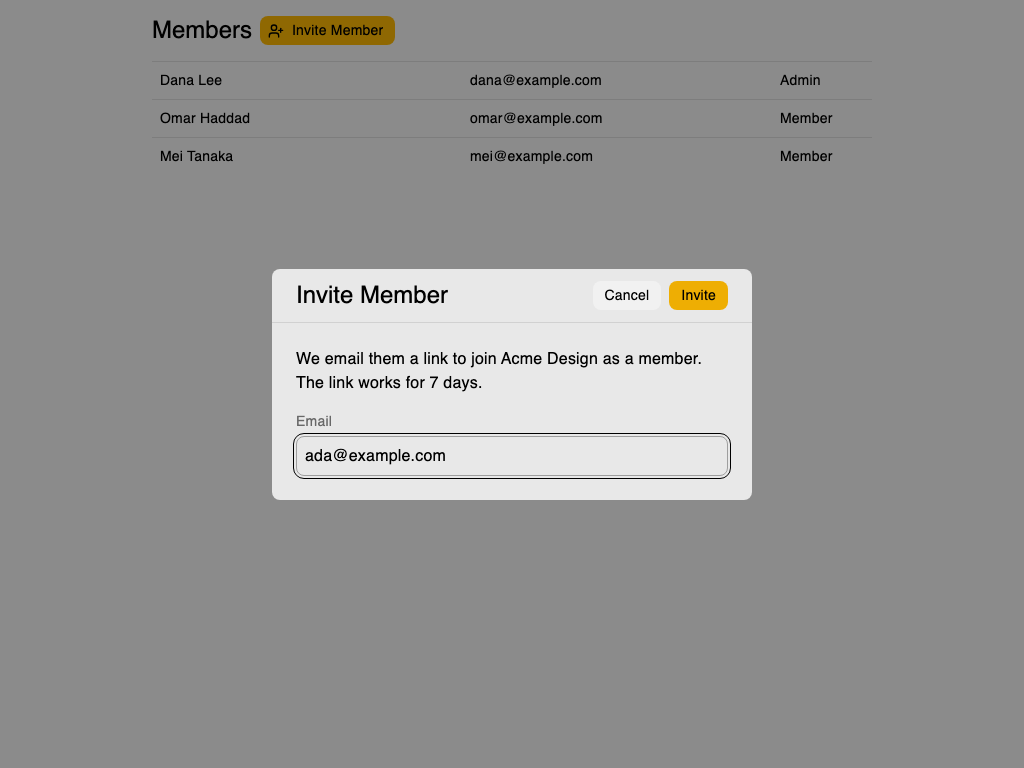 Members
Invite Member
Dana Lee dana@example.com Admin
Omar Haddad omar@example.com Member
Mei Tanaka mei@example.com Member
Invite Member
Cancel
Invite
We email them a link to join Acme Design as a member.
The link works for 7 days.
Email
ada@example.com